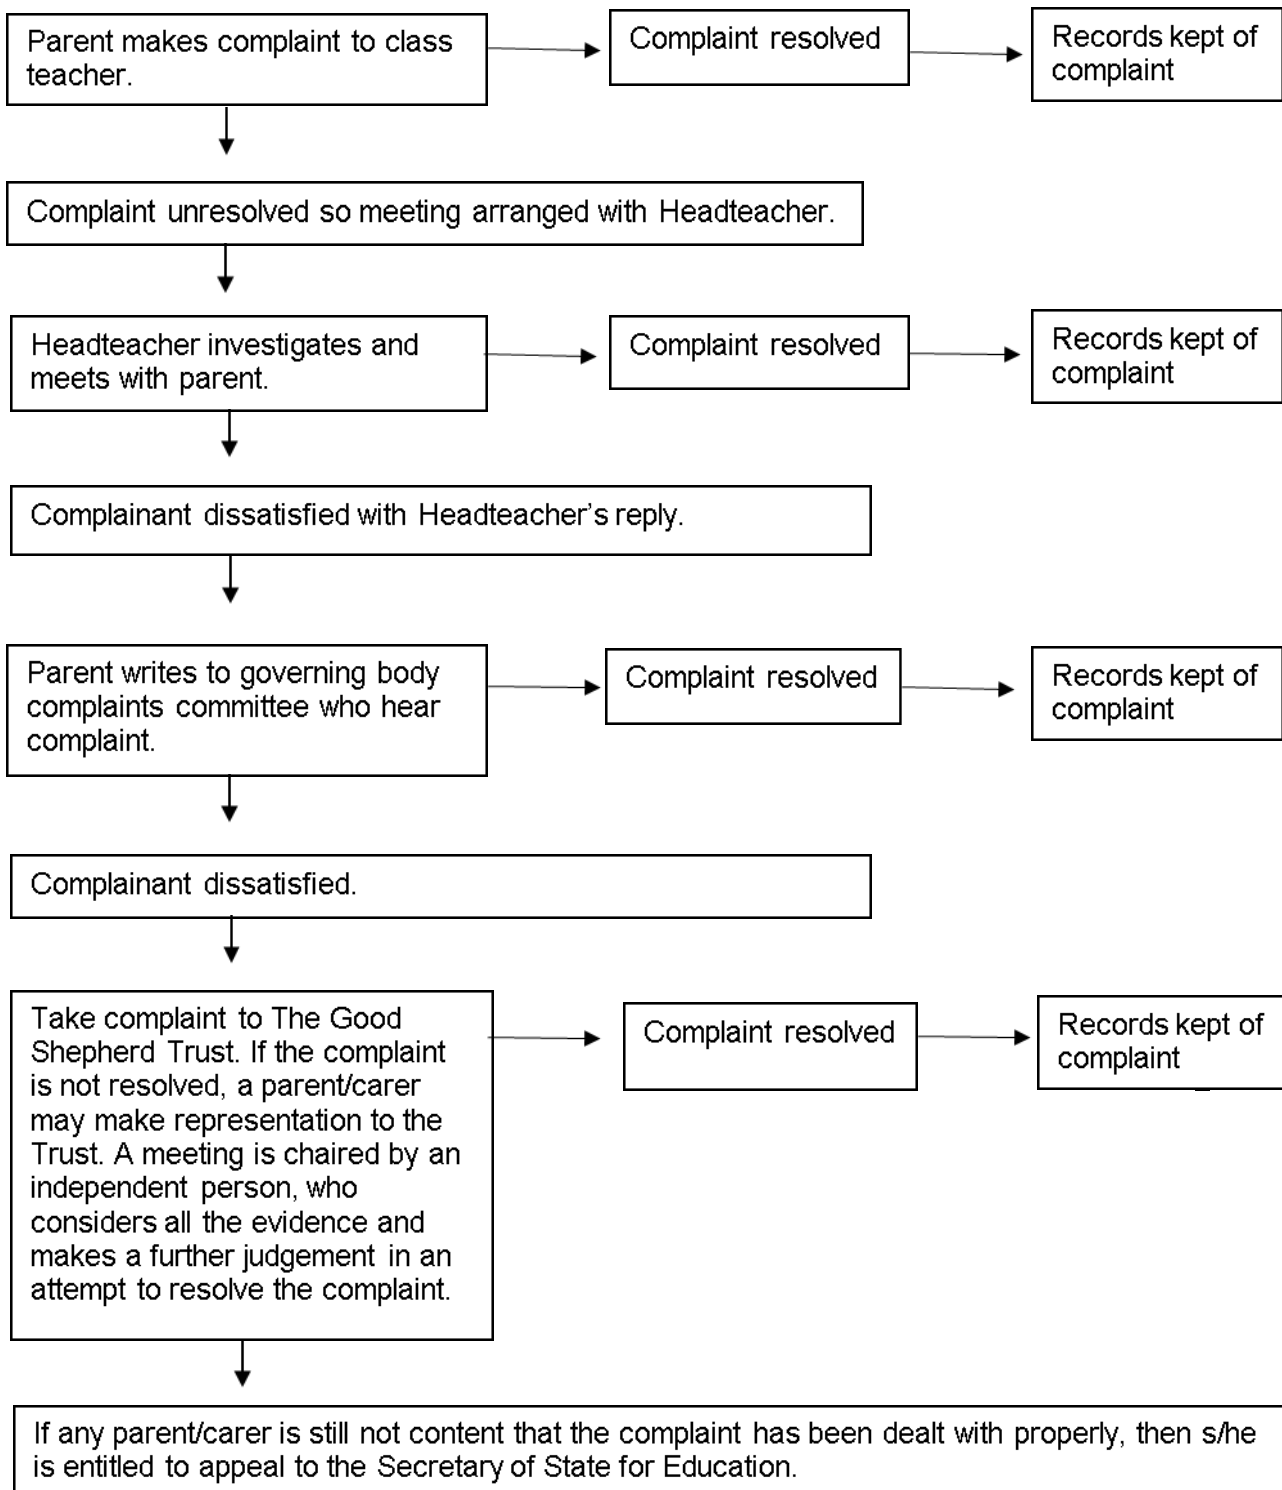 Parent makes complaint to class
teacher.
Complaint resolved
Records kept of
complaint
Complaint unresolved so meeting arranged with Headteacher.
Headteacher investigates and
meets with parent.
Complaint resolved
Records kept of
complaint
Complainant dissatisfied with Headteacher’s reply.
Parent writes to governing body
complaints committee who hear
complaint.
Complaint resolved
Records kept of
complaint
Complainant dissatisfied.
Take complaint to The Good
Shepherd Trust. If the complaint
is not resolved, a parent/carer
may make representation to the
Trust. A meeting is chaired by an
independent person, who
considers all the evidence and
makes a further judgement in an
attempt to resolve the complaint.
Complaint resolved
Records kept of
complaint
If any parent/carer is still not content that the complaint has been dealt with properly, then s/he
is entitled to appeal to the Secretary of State for Education.